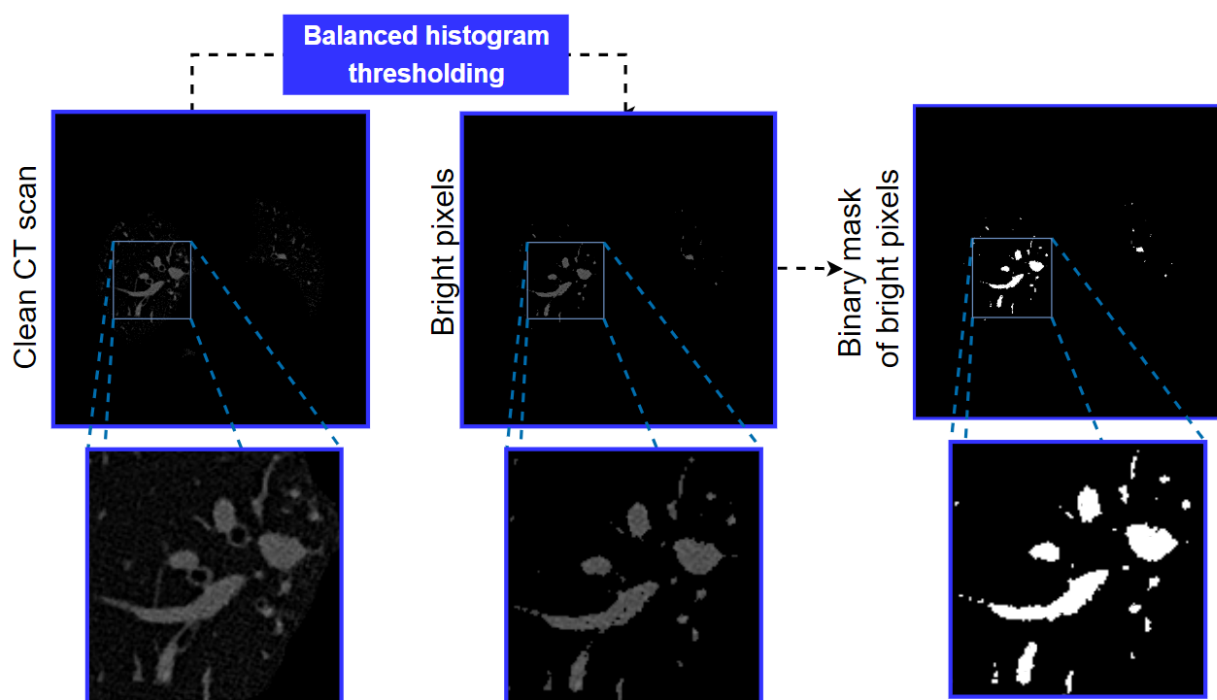 Balanced histogram
thresholding
Clean CT scan
Bright pixels
Binary mask
of bright pixels